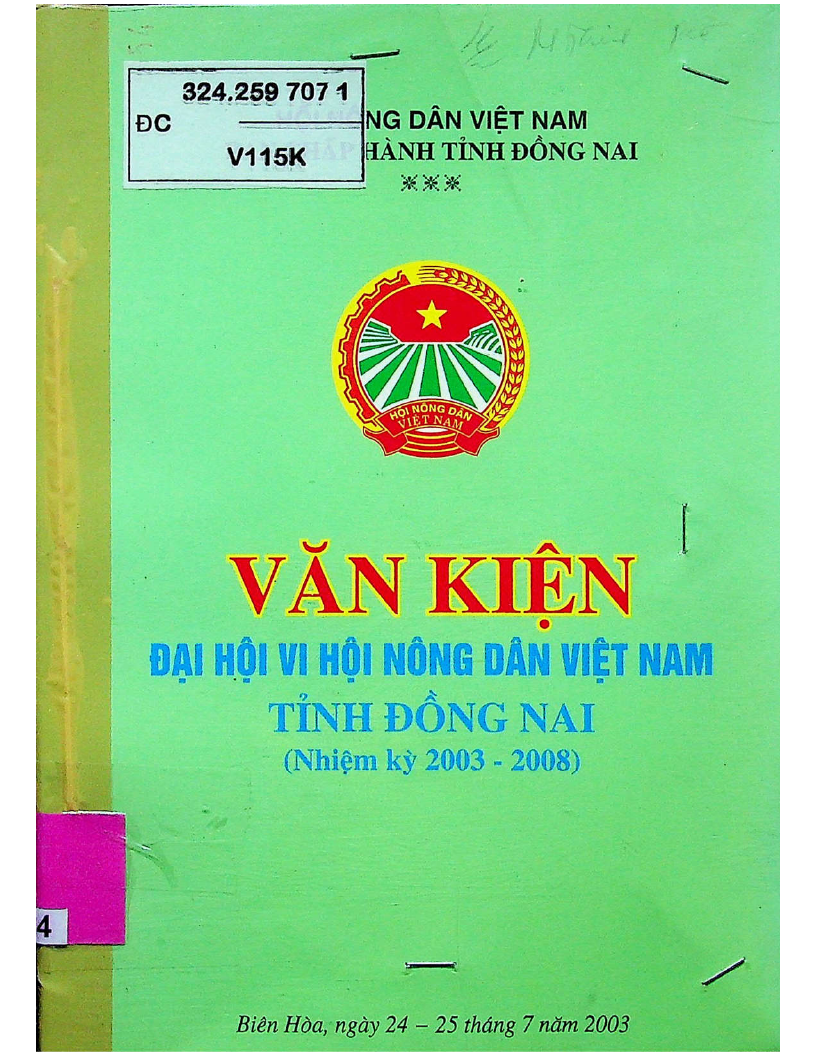 324.259 707 1
ĐC
V115K
NG DÂN VIỆT NAM
HÀNH TỈNH ĐỒNG NAI
HỘI NÔNG DÂN
VIỆT NAM
VĂN KIỆN
ĐẠI HỘI VI HỘI NÔNG DÂN VIỆT NAM
TỈNH ĐỒNG NAI
(Nhiệm kỳ 2003 - 2008)
4
Biên Hòa, ngày 24 – 25 tháng 7 năm 2003